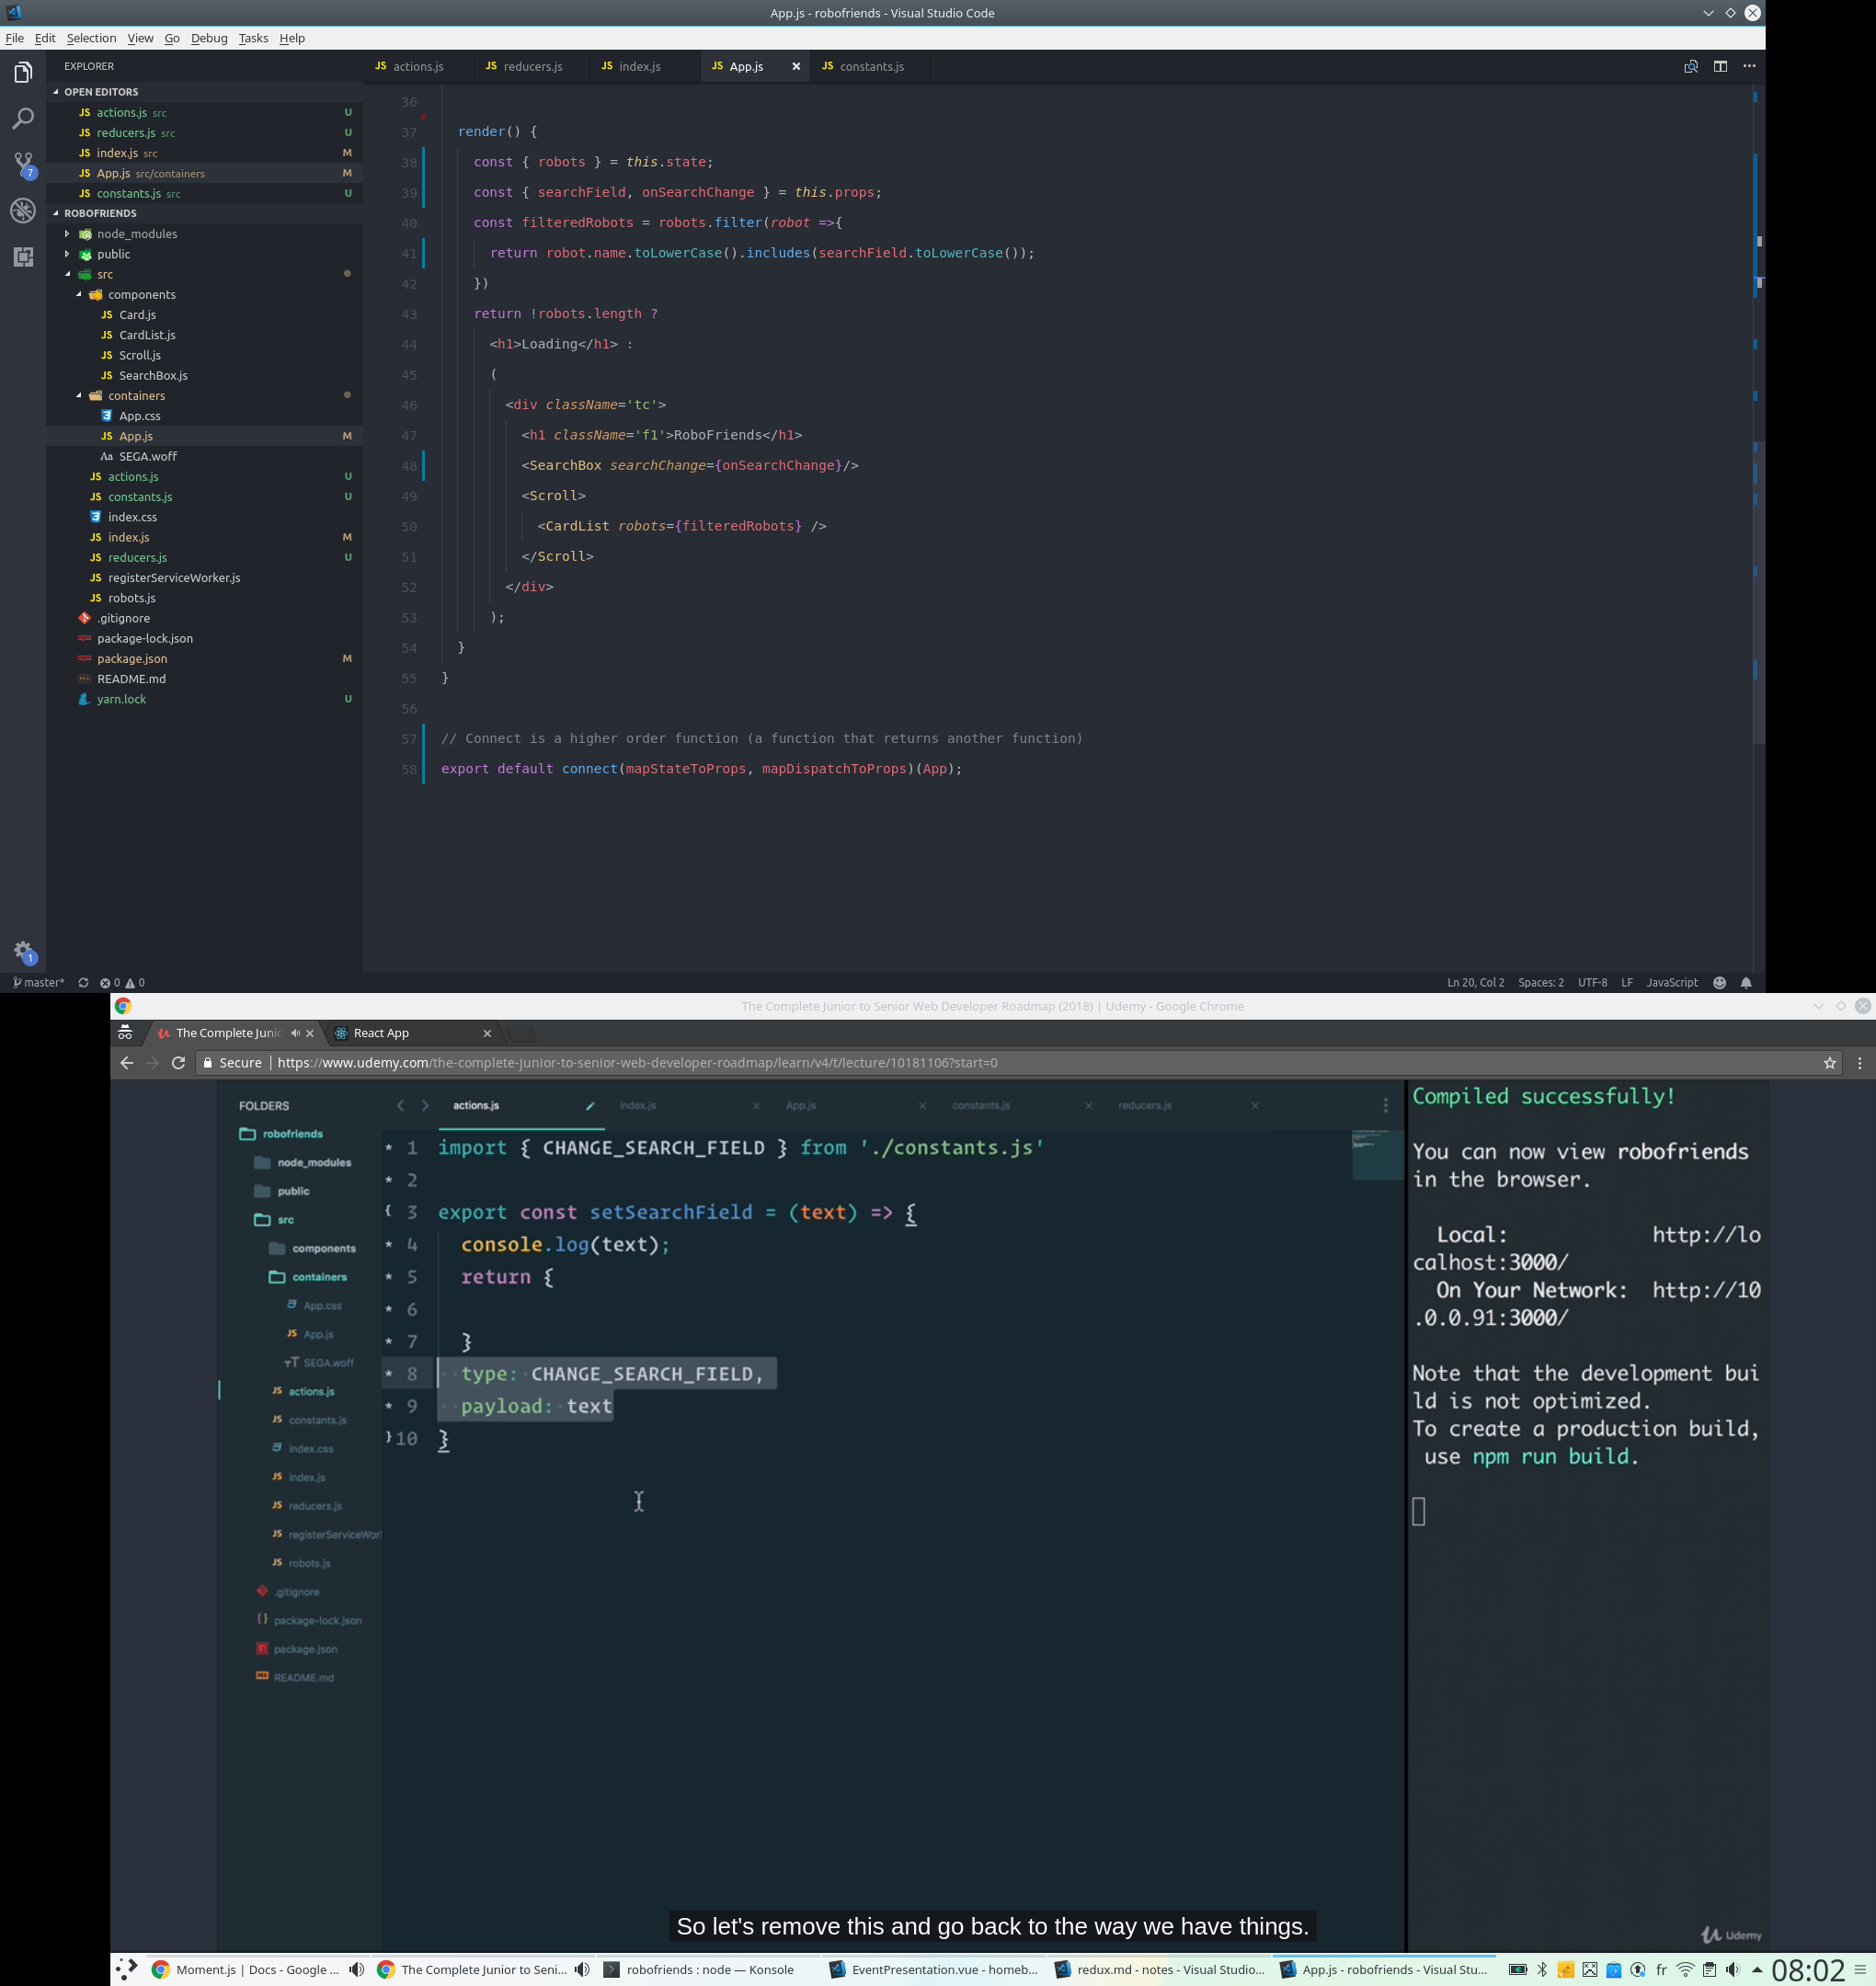 App.js - robofriends - Visual Studio Code
File Edit Selection View Go Debug Tasks Help
EXPLORER
OPEN EDITORS
JS actions.js src U
JS reducers.js src U
JS index.js src M
JS App.js src/containers M
JS constants.js src U
ROBOFRIENDS
node_modules
public
src
components
JS Card.js
JS CardList.js
JS Scroll.js
JS SearchBox.js
containers
App.css
JS App.js M
Aa SEGA.woff
JS actions.js U
JS constants.js U
index.css
JS index.js M
JS reducers.js U
JS registerServiceWorker.js
JS robots.js
.gitignore
package-lock.json
package.json M
README.md
yarn.lock U
7
1
JS actions.js JS reducers.js JS index.js JS App.js JS constants.js
36
37 render() {
38 const { robots } = this.state;
39 const { searchField, onSearchChange } = this.props;
40 const filteredRobots = robots.filter(robot =>{
41 return robot.name.toLowerCase().includes(searchField.toLowerCase());
42 })
43 return !robots.length ?
44 <h1>Loading</h1> :
45 (
46 <div className='tc'>
47 <h1 className='f1'>RoboFriends</h1>
48 <SearchBox searchChange={onSearchChange}/>
49 <Scroll>
50 <CardList robots={filteredRobots} />
51 </Scroll>
52 </div>
53 );
54 }
55 }
56
57 // Connect is a higher order function (a function that returns another function)
58 export default connect(mapStateToProps, mapDispatchToProps)(App);
master* 0 0 Ln 20, Col 2 Spaces: 2 UTF-8 LF JavaScript
The Complete Junior to Senior Web Developer Roadmap (2018) | Udemy - Google Chrome
The Complete Junio React App
Secure | https://www.udemy.com/the-complete-junior-to-senior-web-developer-roadmap/learn/v4/t/lecture/10181106?start=0
FOLDERS
robofriends
node_modules
public
src
components
containers
App.css
JS App.js
SEGA.woff
JS actions.js
JS constants.js
index.css
JS index.js
JS reducers.js
JS registerServiceWor
JS robots.js
.gitignore
package-lock.json
package.json
README.md
actions.js index.js App.js constants.js reducers.js
* 1 import { CHANGE_SEARCH_FIELD } from './constants.js'
* 2
{ 3 export const setSearchField = (text) => {
* 4 console.log(text);
* 5 return {
* 6
* 7 }
* 8 type: CHANGE_SEARCH_FIELD,
* 9 payload: text
}10 }
Compiled successfully!
You can now view robofriends
in the browser.
Local: http://lo
calhost:3000/
On Your Network: http://10
.0.0.91:3000/
Note that the development bui
ld is not optimized.
To create a production build,
use npm run build.
So let's remove this and go back to the way we have things.
Udemy
Moment.js | Docs - Google ... The Complete Junior to Seni... robofriends : node — Konsole EventPresentation.vue - homeb... redux.md - notes - Visual Studio... App.js - robofriends - Visual Stu... fr 08:02